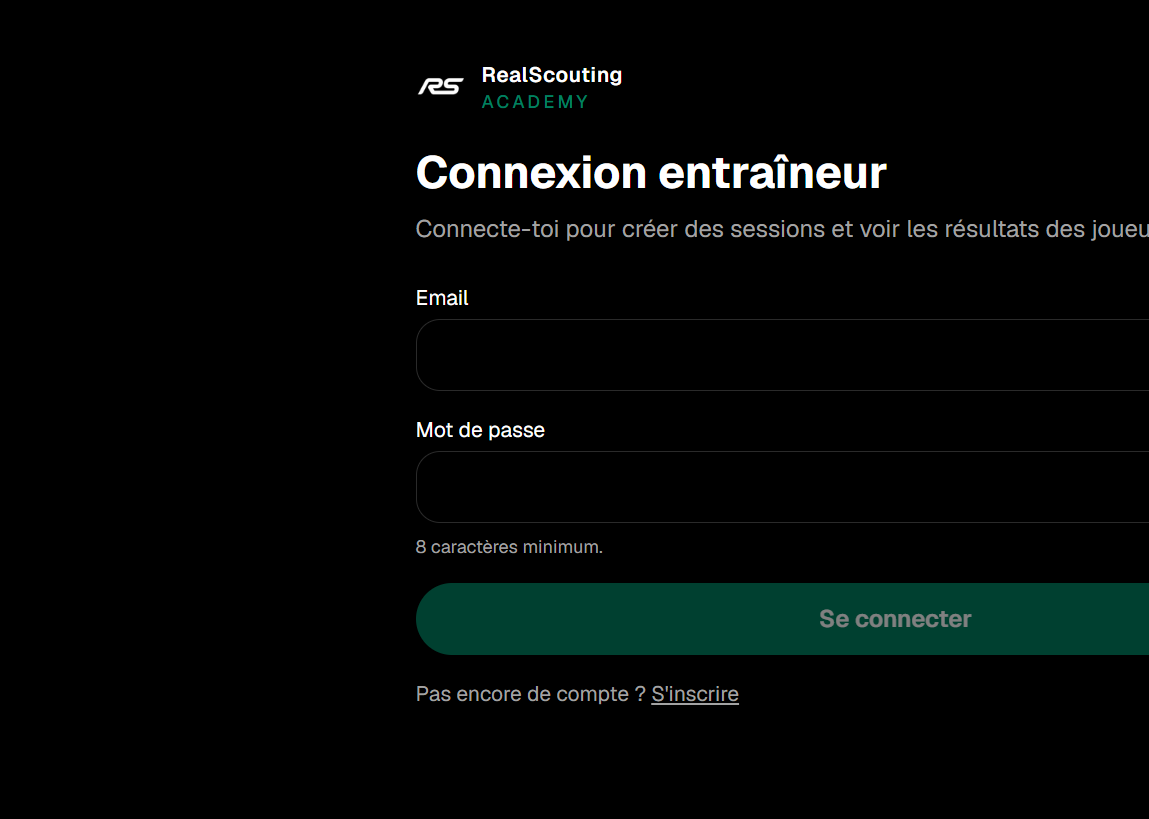 RS
RealScouting
ACADEMY
Connexion entraîneur
Connecte-toi pour créer des sessions et voir les résultats des joueu
Email
Mot de passe
8 caractères minimum.
Se connecter
Pas encore de compte ? S'inscrire